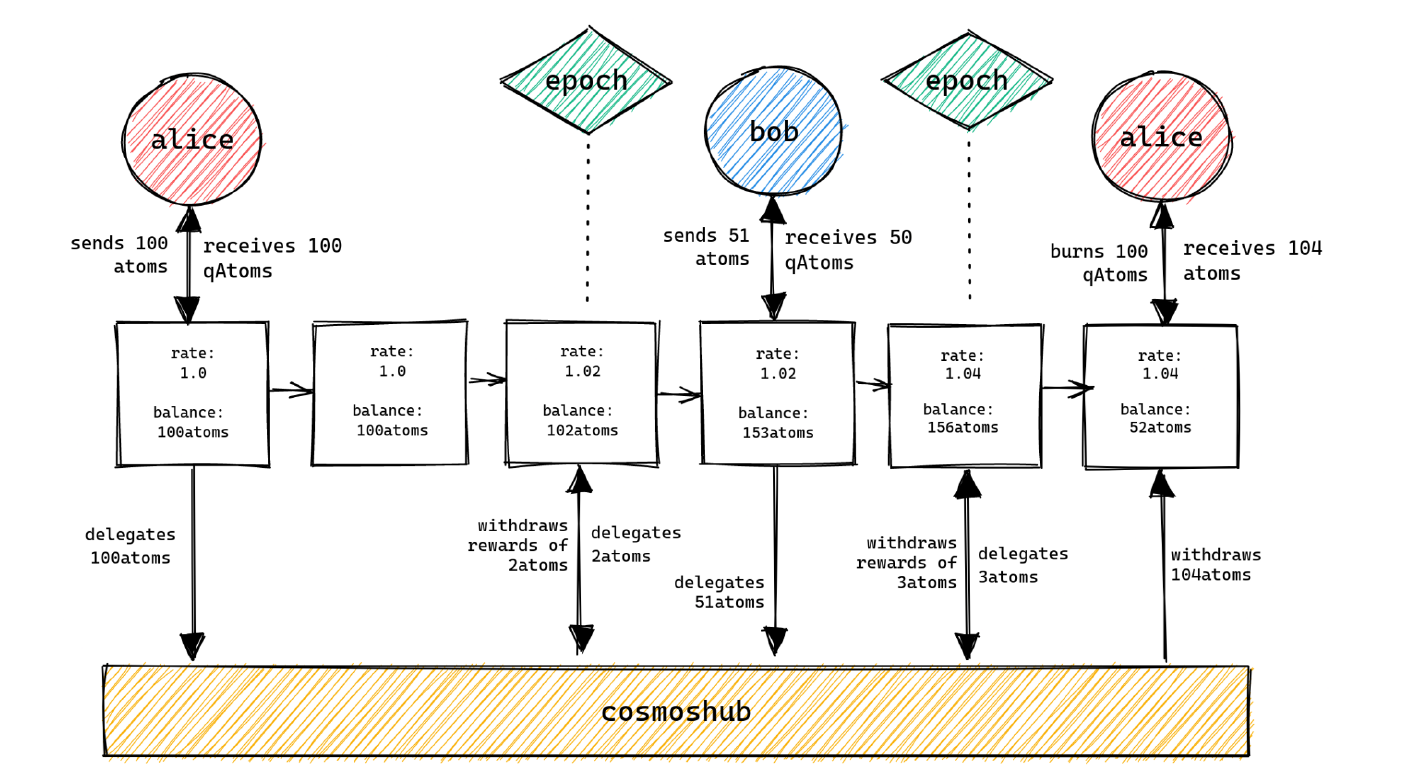 epoch
epoch
alice
bob
alice
sends 100
atoms
receives 100
qAtoms
sends 51
atoms
receives 50
qAtoms
burns 100
qAtoms
receives 104
atoms
rate:
1.0
balance:
100atoms
rate:
1.0
balance:
100atoms
rate:
1.02
balance:
102atoms
rate:
1.02
balance:
153atoms
rate:
1.04
balance:
156atoms
rate:
1.04
balance:
52atoms
delegates
100atoms
withdraws
rewards of
2atoms
delegates
2atoms
delegates
51atoms
withdraws
rewards of
3atoms
delegates
3atoms
withdraws
104atoms
cosmoshub